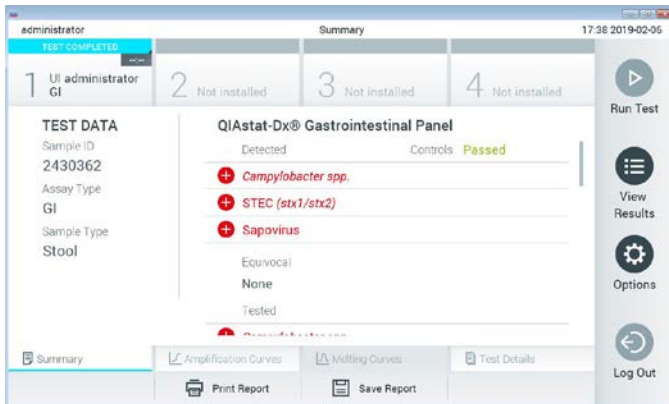 administrator Summary 17:38 2019-02-06
TEST COMPLETED
1 UI administrator
GI
2 Not installed
3 Not installed
4 Not installed
Run Test
View
Results
Options
Log Out
TEST DATA
Sample ID
2430362
Assay Type
GI
Sample Type
Stool
QIAstat-Dx® Gastrointestinal Panel
Detected Controls Passed
Campylobacter spp.
STEC (stx1/stx2)
Sapovirus
Equivocal
None
Tested
Summary Amplification Curves Melting Curves Test Details
Print Report Save Report